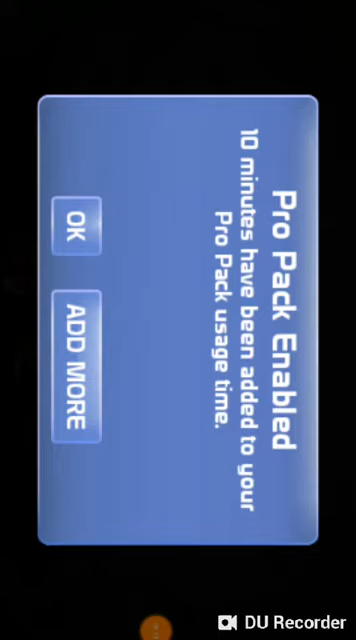 Pro Pack Enabled
10 minutes have been added to your
Pro Pack usage time.
OK
ADD MORE
DU Recorder